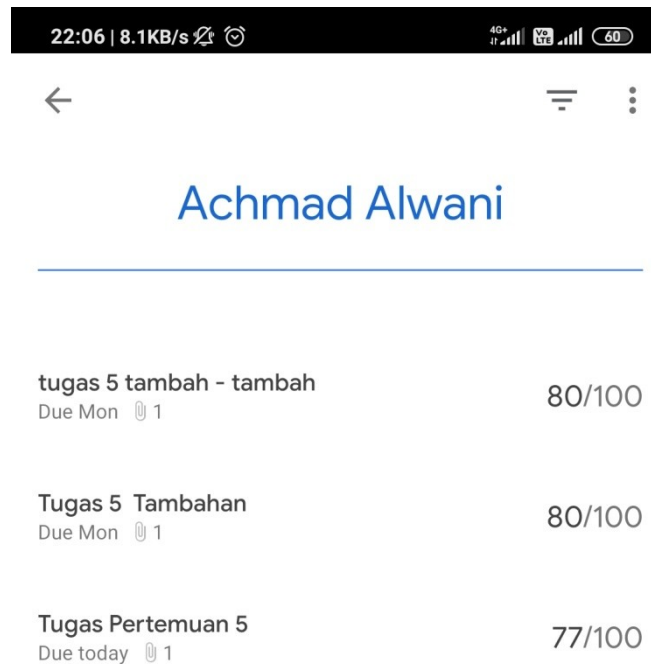 22:06 | 8.1KB/s 4G+ Vo LTE 60
Achmad Alwani
tugas 5 tambah - tambah
80/100
Due Mon 1
Tugas 5 Tambahan
80/100
Due Mon 1
Tugas Pertemuan 5
77/100
Due today 1